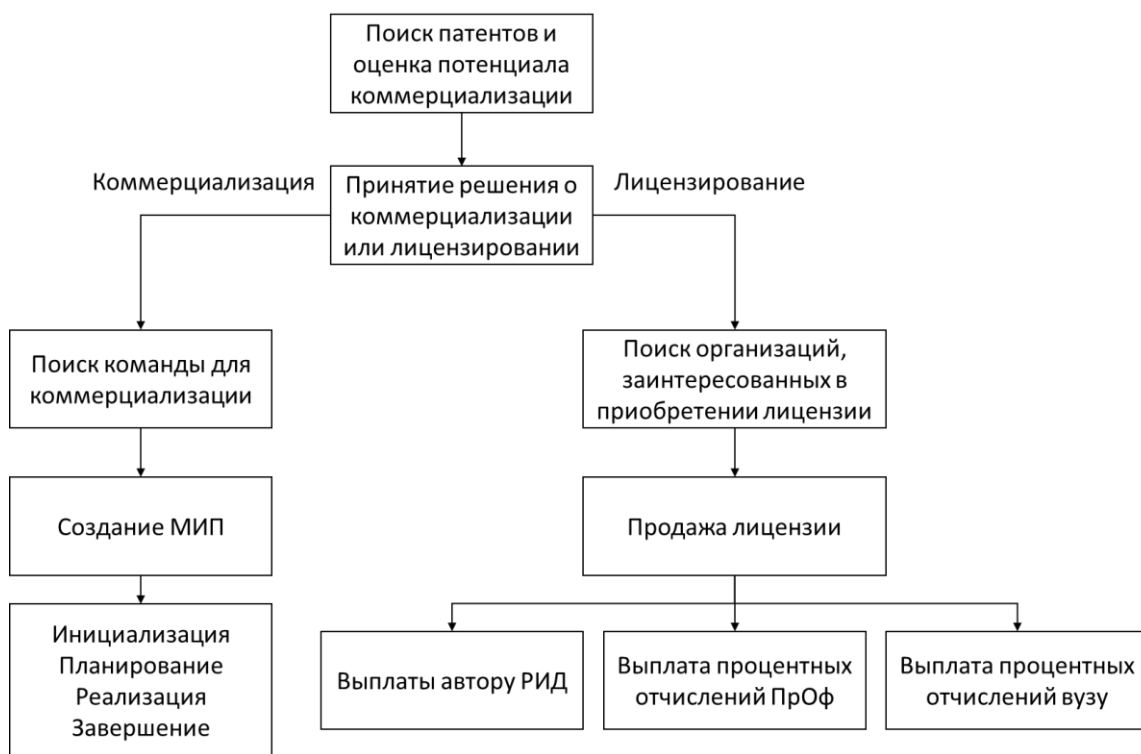 Поиск патентов и
оценка потенциала
коммерциализации
Коммерциализация
Принятие решения о
коммерциализации
или лицензировании
Лицензирование
Поиск команды для
коммерциализации
Поиск организаций,
заинтересованных в
приобретении лицензии
Создание МИП
Продажа лицензии
Инициализация
Планирование
Реализация
Завершение
Выплаты автору РИД
Выплата процентных
отчислений ПрОф
Выплата процентных
отчислений вузу